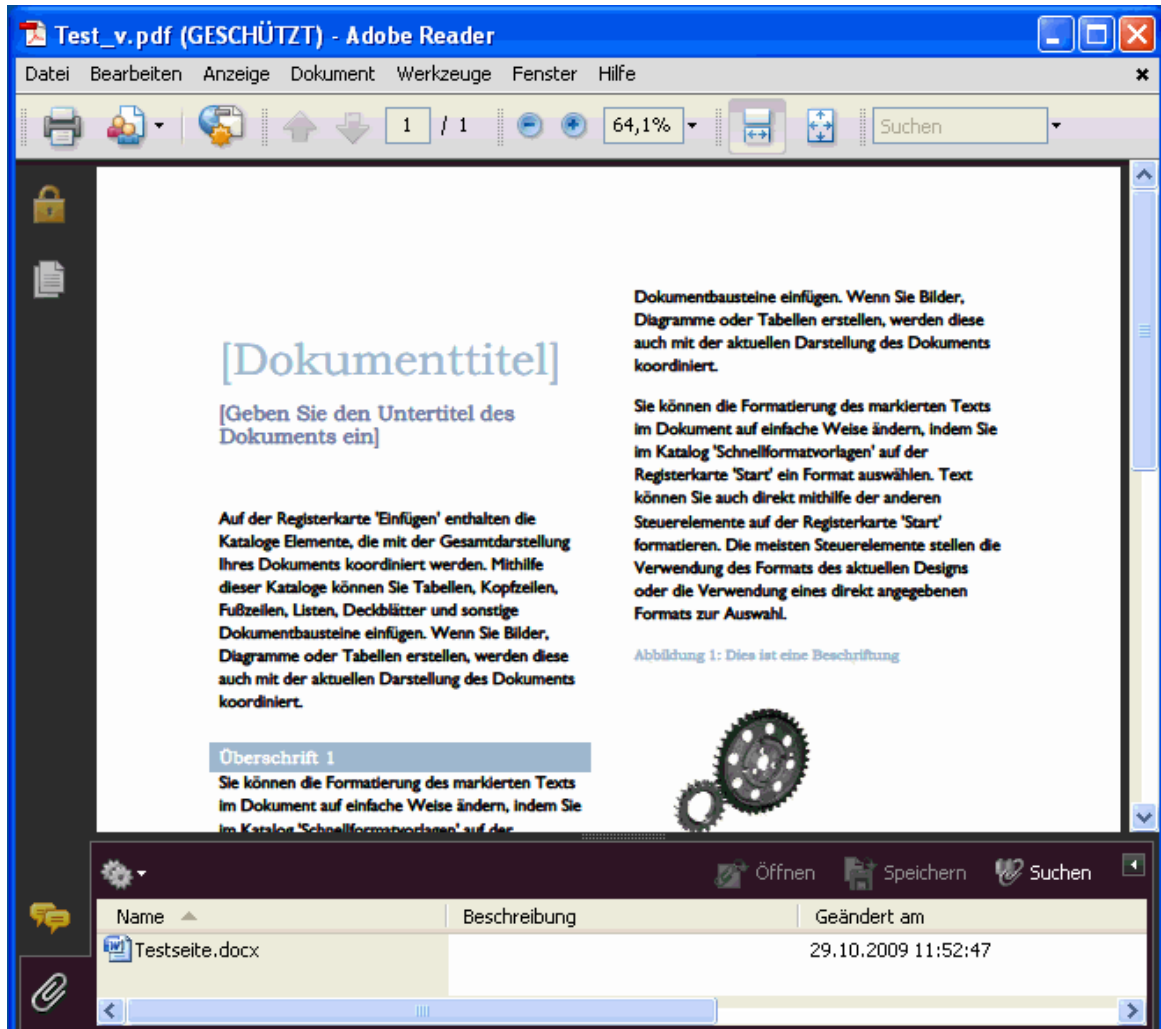 Test_v.pdf (GESCHÜTZT) - Adobe Reader
Datei Bearbeiten Anzeige Dokument Werkzeuge Fenster Hilfe
1 / 1 64,1% Suchen
[Dokumenttitel]
[Geben Sie den Untertitel des
Dokuments ein]
Auf der Registerkarte 'Einfügen' enthalten die
Kataloge Elemente, die mit der Gesamtdarstellung
Ihres Dokuments koordiniert werden. Mithilfe
dieser Kataloge können Sie Tabellen, Kopfzeilen,
Fußzeilen, Listen, Deckblätter und sonstige
Dokumentbausteine einfügen. Wenn Sie Bilder,
Diagramme oder Tabellen erstellen, werden diese
auch mit der aktuellen Darstellung des Dokuments
koordiniert.
Überschrift 1
Sie können die Formatierung des markierten Texts
im Dokument auf einfache Weise ändern, indem Sie
im Katalog 'Schnellformatvorlagen' auf der
Dokumentbausteine einfügen. Wenn Sie Bilder,
Diagramme oder Tabellen erstellen, werden diese
auch mit der aktuellen Darstellung des Dokuments
koordiniert.
Sie können die Formatierung des markierten Texts
im Dokument auf einfache Weise ändern, indem Sie
im Katalog 'Schnellformatvorlagen' auf der
Registerkarte 'Start' ein Format auswählen. Text
können Sie auch direkt mithilfe der anderen
Steuerelemente auf der Registerkarte 'Start'
formatieren. Die meisten Steuerelemente stellen die
Verwendung des Formats des aktuellen Designs
oder die Verwendung eines direkt angegebenen
Formats zur Auswahl.
Abbildung 1: Dies ist eine Beschriftung
Öffnen Speichern Suchen
Name Beschreibung Geändert am
Testseite.docx 29.10.2009 11:52:47